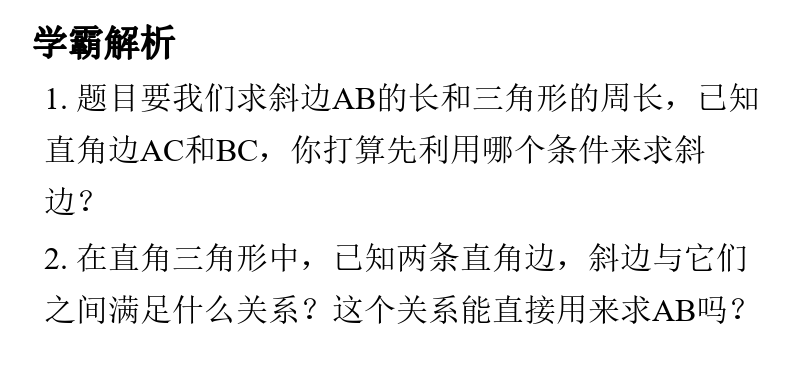 学霸解析
1. 题目要我们求斜边AB的长和三角形的周长，已知
直角边AC和BC，你打算先利用哪个条件来求斜
边？
2. 在直角三角形中，已知两条直角边，斜边与它们
之间满足什么关系？这个关系能直接用来求AB吗？